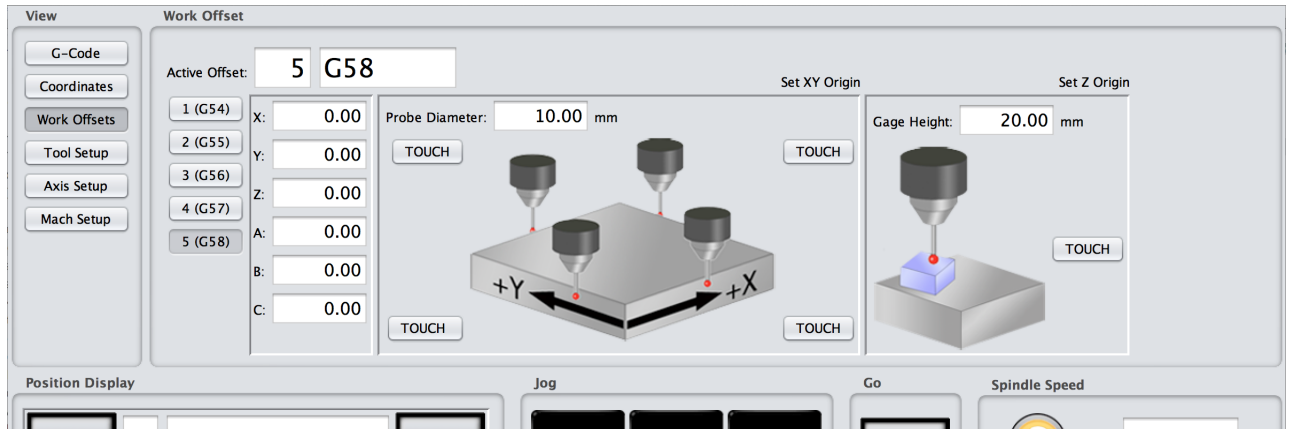 View
Work Offset
G-Code
Coordinates
Work Offsets
Tool Setup
Axis Setup
Mach Setup
Active Offset: 5 G58
1 (G54)
2 (G55)
3 (G56)
4 (G57)
5 (G58)
X: 0.00
Y: 0.00
Z: 0.00
A: 0.00
B: 0.00
C: 0.00
Set XY Origin
Probe Diameter: 10.00 mm
TOUCH
TOUCH
+Y
+X
TOUCH
TOUCH
Set Z Origin
Gage Height: 20.00 mm
TOUCH
Position Display
Jog
Go
Spindle Speed